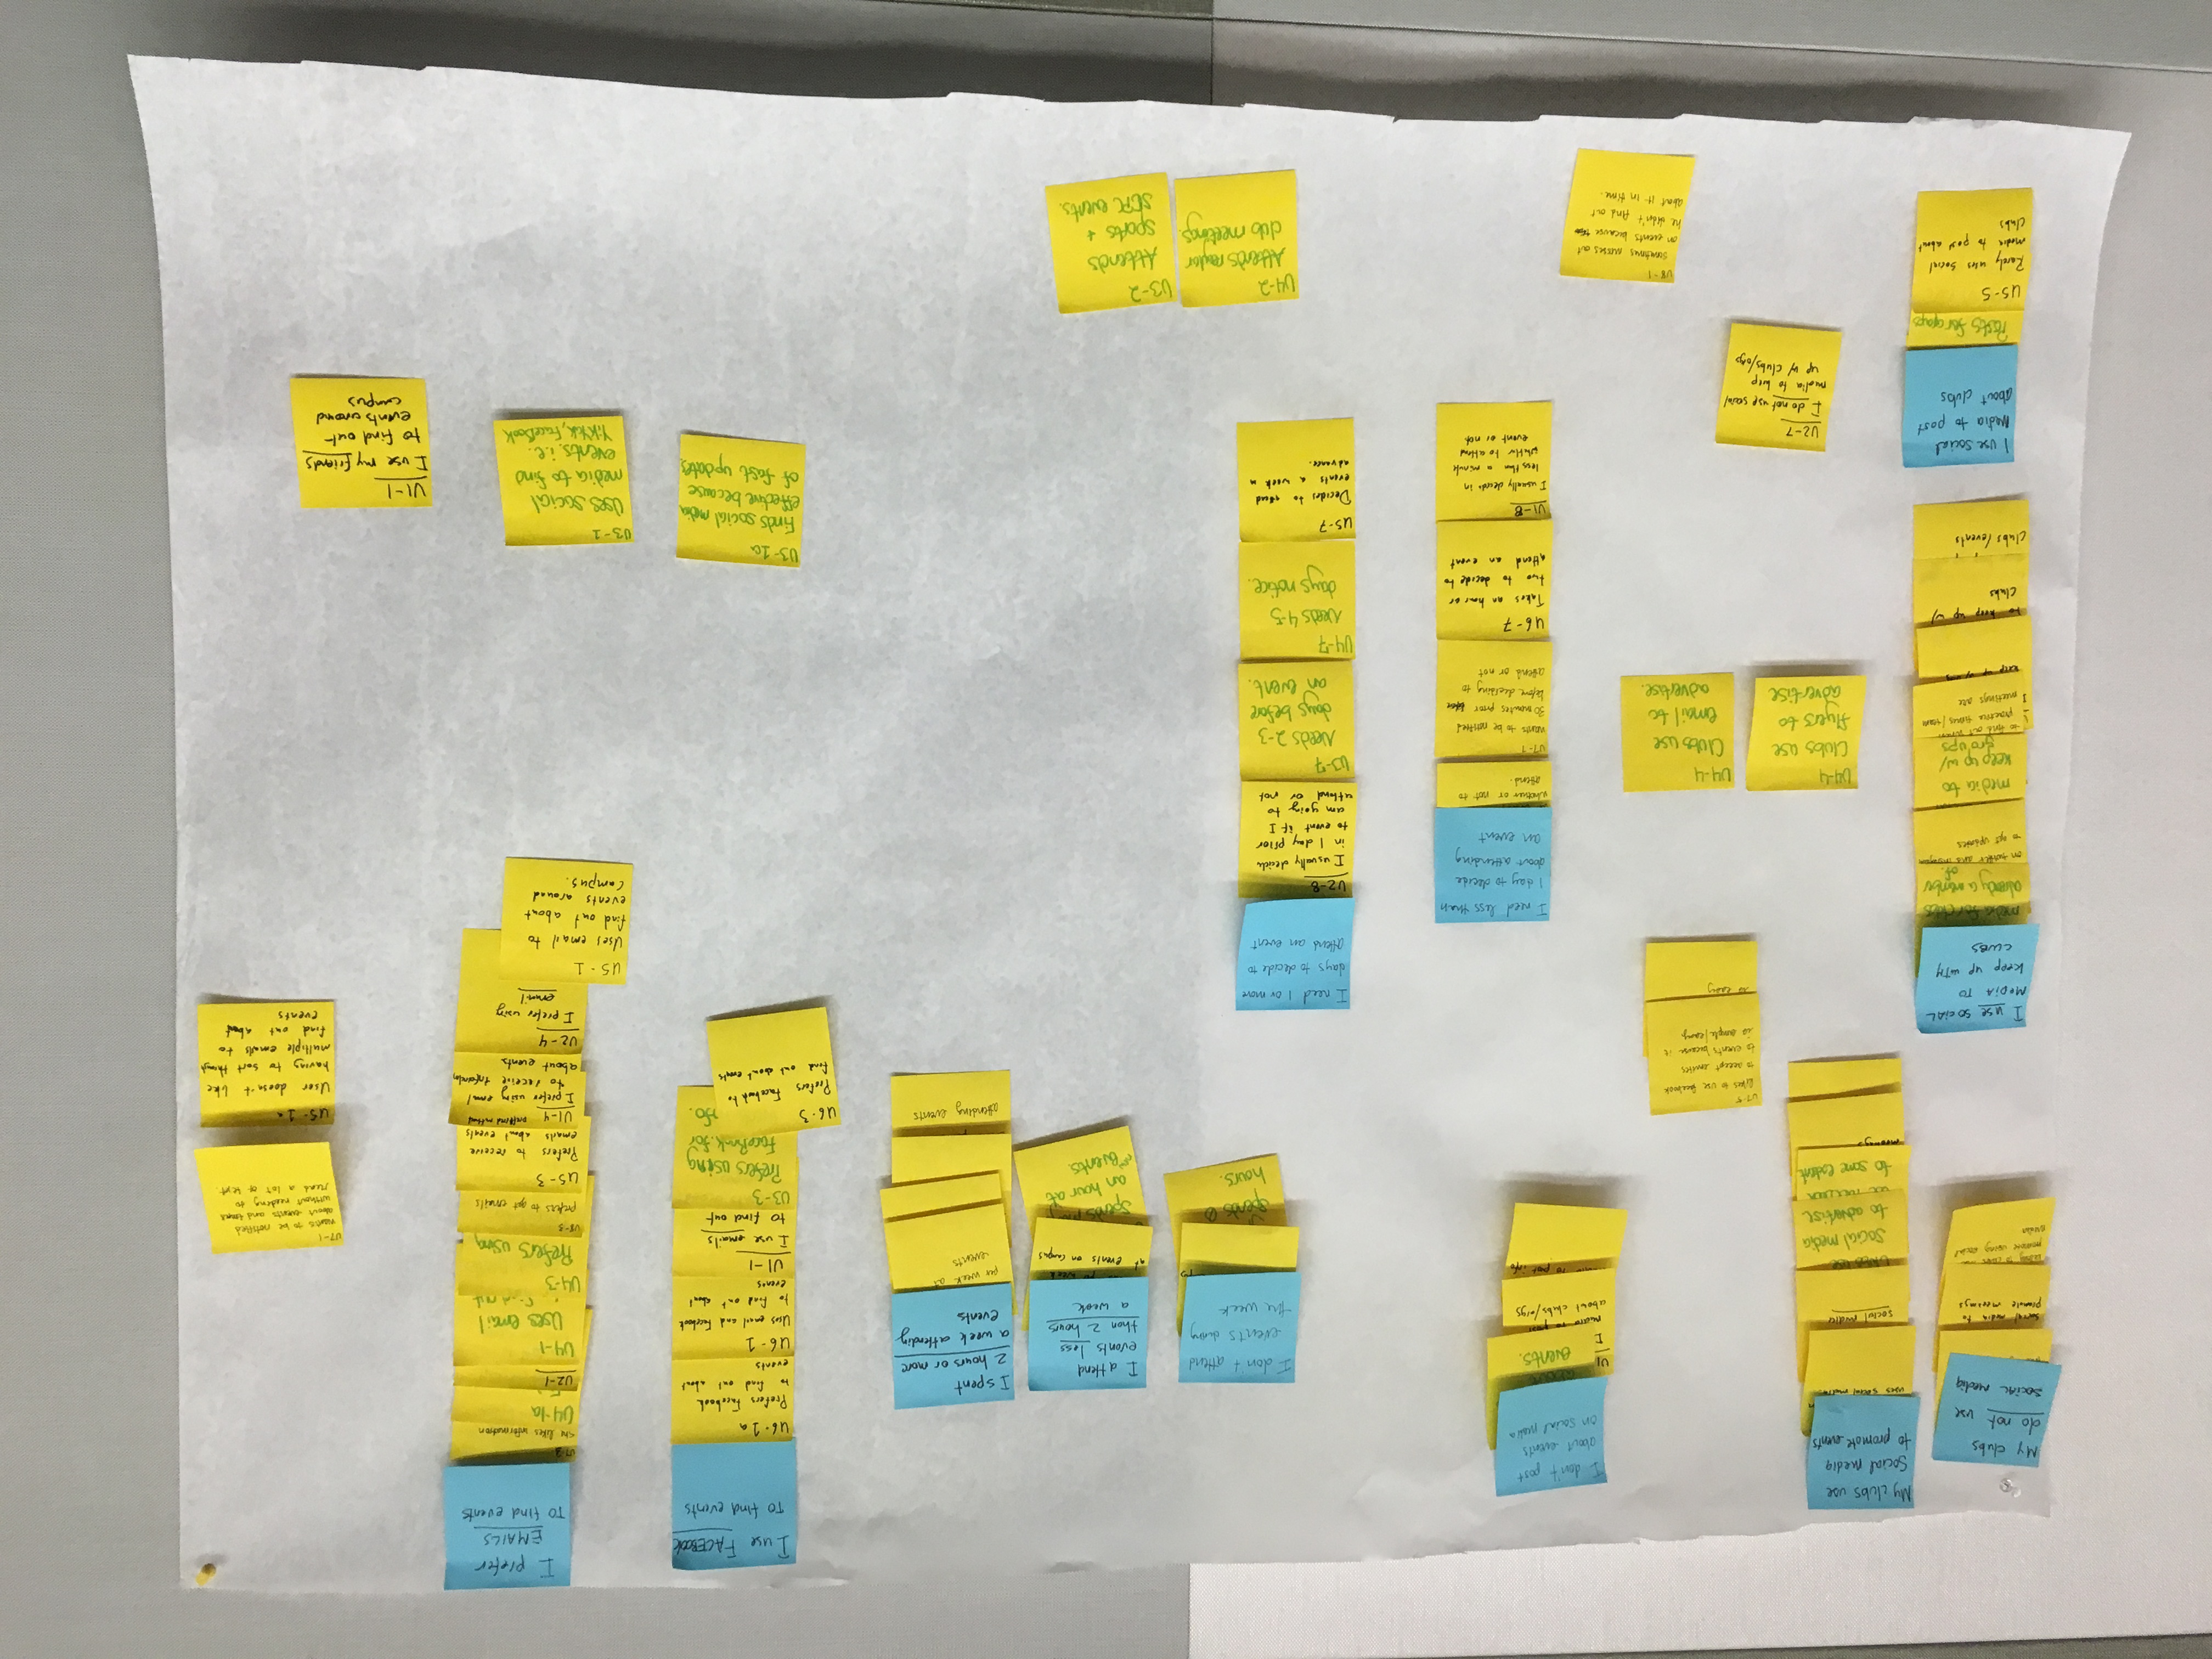 My clubs
do not use
SOCIAL MEDIA
social media to
promote meetings
promote using social
media
My clubs use
Social media
to promote events
uses social media
social media
social media
to advertise
to some extent
meetings
I don't post
about events
on social media
about
events.
U1
I
about clubs/orgs
to post info
I don't attend
events during
the week
Spends 0
hours.
I attend
events less
than 2 hours
a week
at events on campus
Spends
an hour at
events.
I spent
2 hours or more
a week attending
events
per week at
events
attending events
I use FACEBOOK
TO find events
U6-1a
Prefers Facebook
to find out about
events
U6-1
Uses email and Facebook
to find out about
events
U1-1
I use emails
to find out
U3-3
Prefers using
FaceBook for
info.
U6-3
Prefers Facebook to
find out about events
I prefer
EMAILS
TO find events
U7-3
She likes information
U4-1a
U2-1
U4-1
Uses email
U4-3
Prefers using
U8-3
prefers to get emails
U5-3
Prefers to receive
emails about events
U1-4 preferred method
I prefer using email
to receive information
about events
U2-4
I prefer using
email
U5-1
Uses email to
find out about
events around
campus.
U7-1
wants to be notified
about events and times
without needing to
read a lot of text.
U5-1a
User doesn't like
having to sort through
multiple emails to
find out about
events
U7-5
likes to use facebook
to accept invites
to events because it
is simple/easy
is easy
I use SOCIAL
MEDIA TO
keep up WITH
CLUBS
media for clubs
already a member
of.
on twitter and instagram
to get updates
media to
keep up w/
groups
to find out when
practice times/team
meetings are
to keep up w/
clubs
clubs/events
U4-4
Clubs use
flyers to
advertise
U4-4
Clubs use
email to
advertise.
I need less than
1 day to decide
about attending
an event
whether or not to
attend.
U7-7
wants to be notified
30 minutes prior
before deciding to
attend or not
U6-7
Takes an hour or
two to decide to
attend an event
U1-8
I usually decide in
less than a minute
whether to attend
event or not
I need 1 or more
days to decide to
attend an event
U2-8
I usually decide
in 1 day prior
to event if I
am going to
attend or not
U3-7
Needs 2-3
days before
an event.
U4-7
Needs 4-5
days notice.
U5-7
Decides to attend
events a week in
advance.
I use social
Media to post
about clubs
Posts for groups
U5-5
Rarely uses social
media to post about
clubs
U2-7
I do not use social
media to keep
up w/ clubs/orgs
U8-1
sometimes misses out
on events because
he didn't find out
about it in time.
U4-2
Attends regular
club meetings.
U3-2
Attends
sports +
SCPC events.
U3-1a
Finds social media
effective because
of fast updates.
U3-1
Uses social
media to find
events. i.e.
YikYak, FaceBook
U1-1
I use my friends
to find out
events around
campus